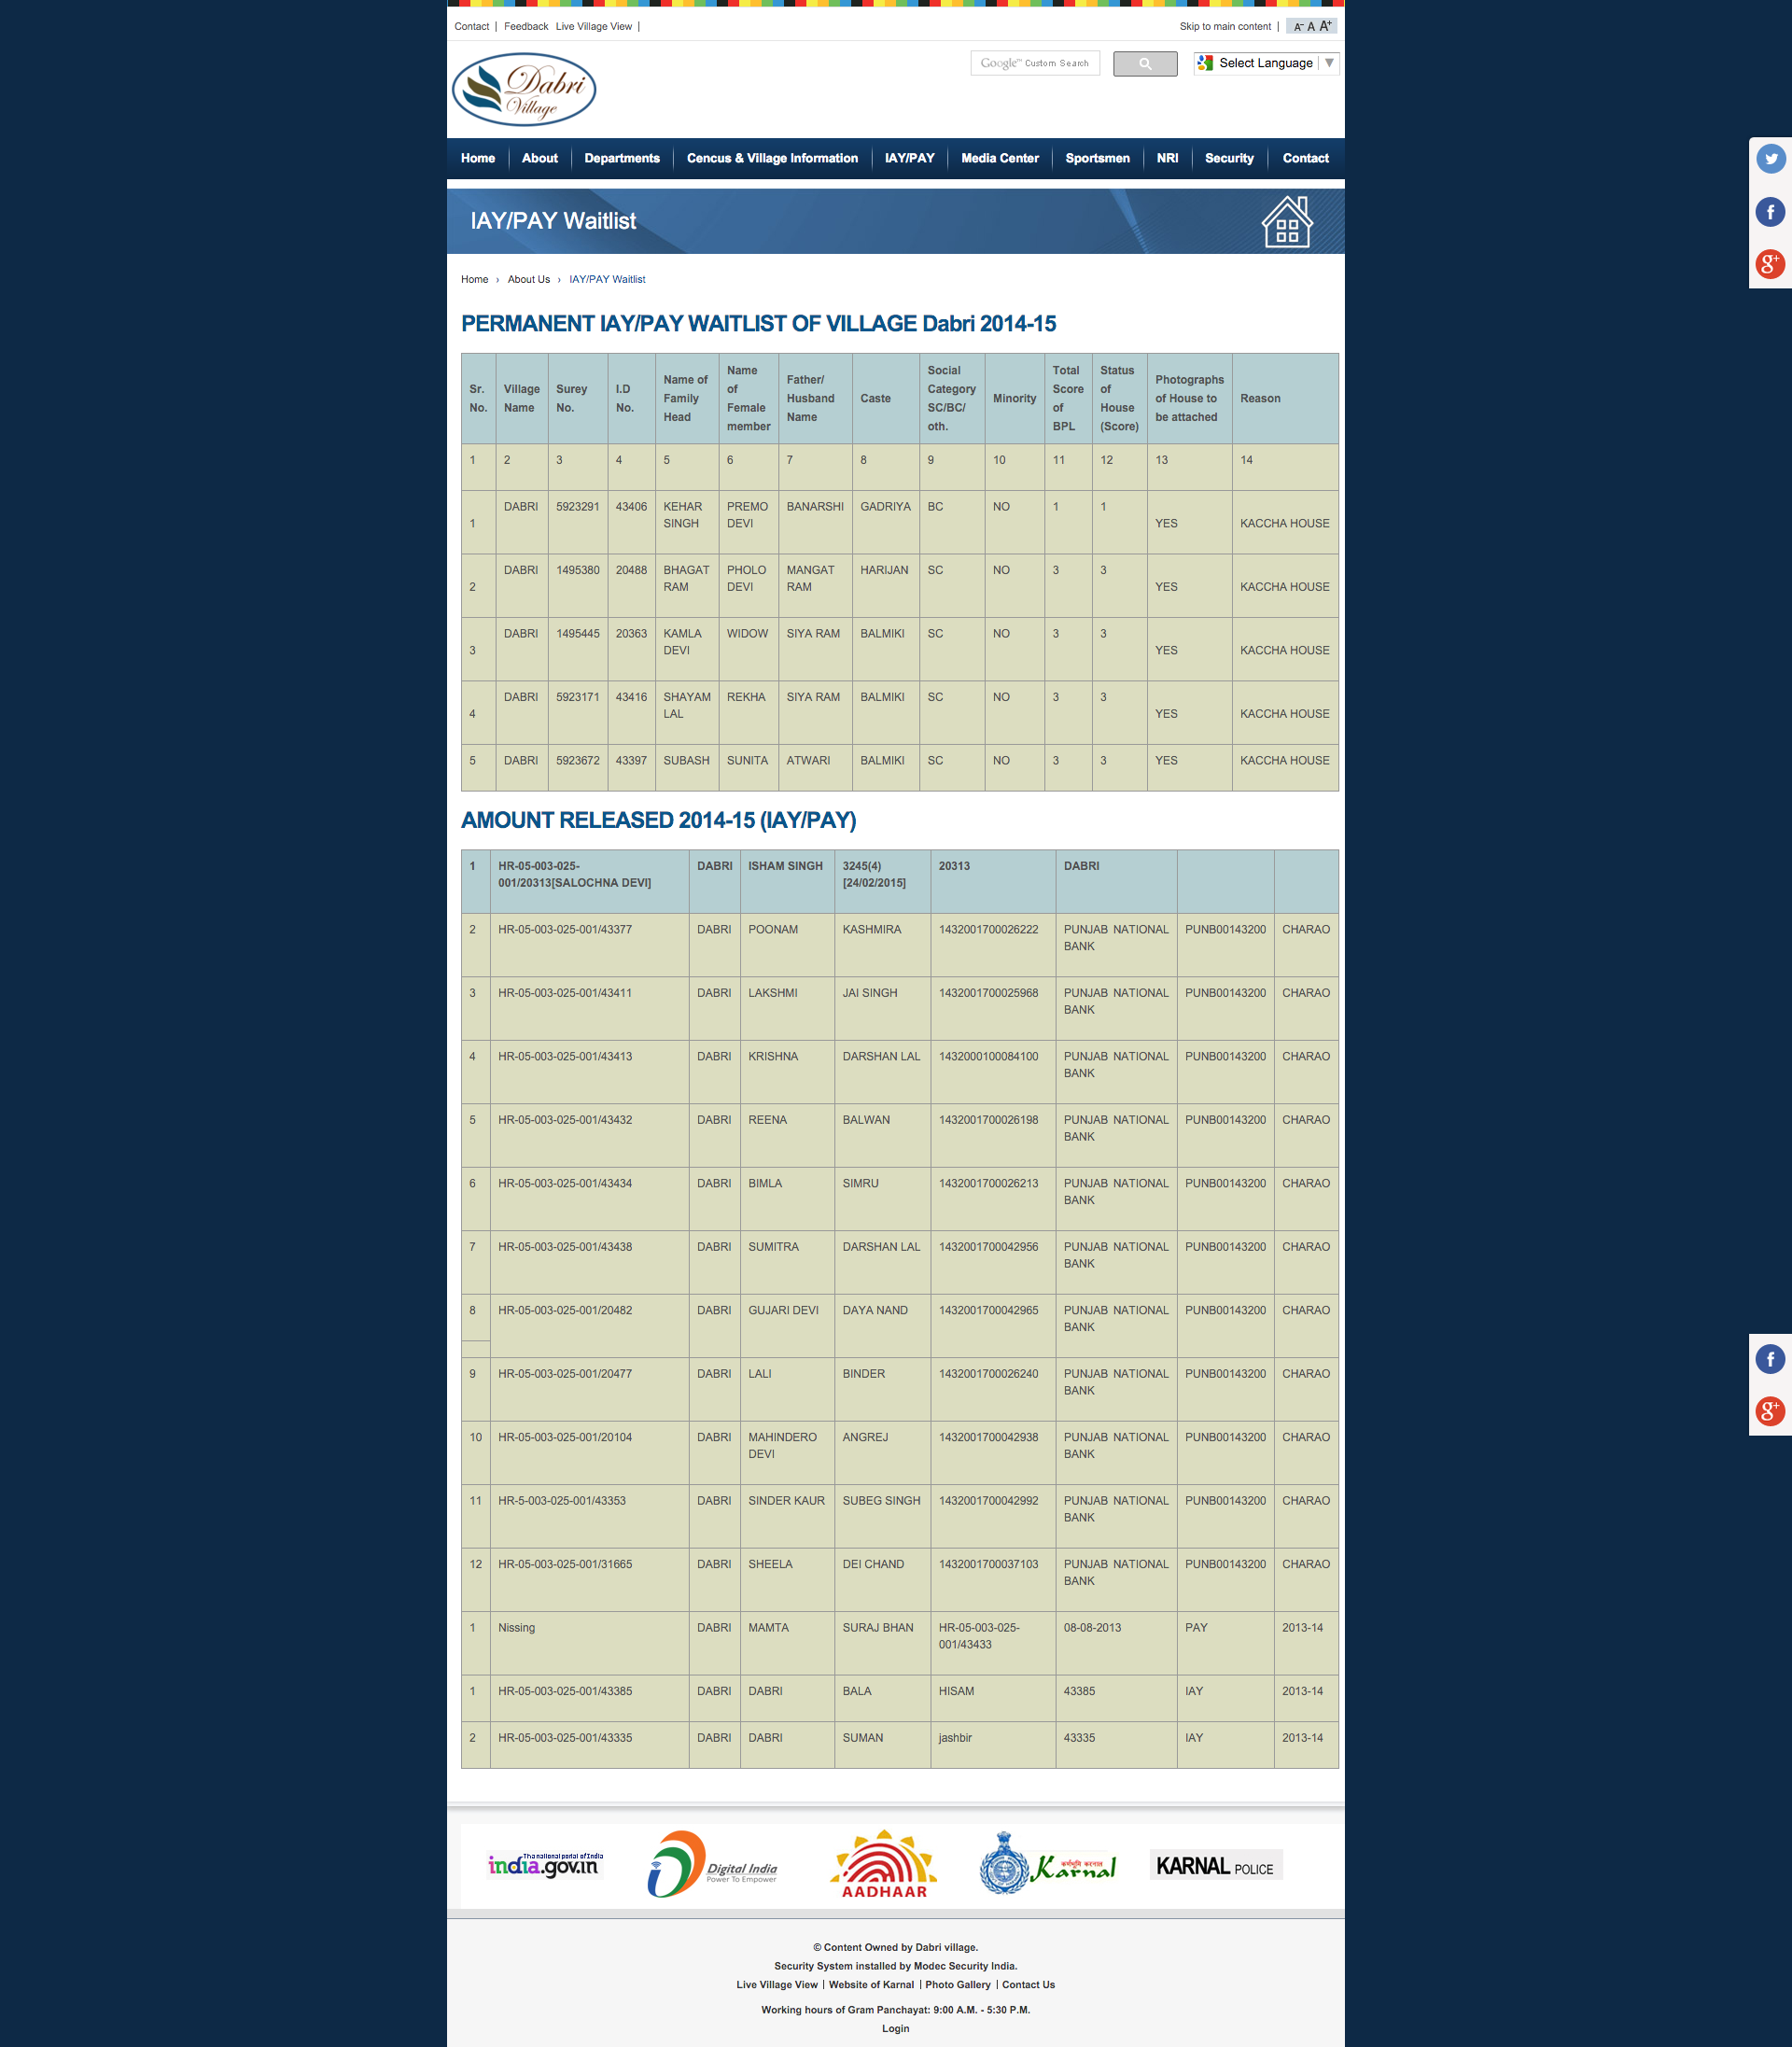 Contact | Feedback Live Village View |
Skip to main content | A- A A+
Google™ Custom Search
Select Language ▼
Dabri
Village
Home About Departments Cencus & Village Information IAY/PAY Media Center Sportsmen NRI Security Contact
IAY/PAY Waitlist
Home › About Us › IAY/PAY Waitlist
PERMANENT IAY/PAY WAITLIST OF VILLAGE Dabri 2014-15
Sr. No. Village Name Surey No. I.D No. Name of Family Head Name of Female member Father/ Husband Name Caste Social Category SC/BC/ oth. Minority Total Score of BPL Status of House (Score) Photographs of House to be attached Reason
1 2 3 4 5 6 7 8 9 10 11 12 13 14
1 DABRI 5923291 43406 KEHAR SINGH PREMO DEVI BANARSHI GADRIYA BC NO 1 1 YES KACCHA HOUSE
2 DABRI 1495380 20488 BHAGAT RAM PHOLO DEVI MANGAT RAM HARIJAN SC NO 3 3 YES KACCHA HOUSE
3 DABRI 1495445 20363 KAMLA DEVI WIDOW SIYA RAM BALMIKI SC NO 3 3 YES KACCHA HOUSE
4 DABRI 5923171 43416 SHAYAM LAL REKHA SIYA RAM BALMIKI SC NO 3 3 YES KACCHA HOUSE
5 DABRI 5923672 43397 SUBASH SUNITA ATWARI BALMIKI SC NO 3 3 YES KACCHA HOUSE
AMOUNT RELEASED 2014-15 (IAY/PAY)
1 HR-05-003-025-001/20313[SALOCHNA DEVI] DABRI ISHAM SINGH 3245(4) [24/02/2015] 20313 DABRI
2 HR-05-003-025-001/43377 DABRI POONAM KASHMIRA 1432001700026222 PUNJAB NATIONAL BANK PUNB00143200 CHARAO
3 HR-05-003-025-001/43411 DABRI LAKSHMI JAI SINGH 1432001700025968 PUNJAB NATIONAL BANK PUNB00143200 CHARAO
4 HR-05-003-025-001/43413 DABRI KRISHNA DARSHAN LAL 1432000100084100 PUNJAB NATIONAL BANK PUNB00143200 CHARAO
5 HR-05-003-025-001/43432 DABRI REENA BALWAN 1432001700026198 PUNJAB NATIONAL BANK PUNB00143200 CHARAO
6 HR-05-003-025-001/43434 DABRI BIMLA SIMRU 1432001700026213 PUNJAB NATIONAL BANK PUNB00143200 CHARAO
7 HR-05-003-025-001/43438 DABRI SUMITRA DARSHAN LAL 1432001700042956 PUNJAB NATIONAL BANK PUNB00143200 CHARAO
8 HR-05-003-025-001/20482 DABRI GUJARI DEVI DAYA NAND 1432001700042965 PUNJAB NATIONAL BANK PUNB00143200 CHARAO
9 HR-05-003-025-001/20477 DABRI LALI BINDER 1432001700026240 PUNJAB NATIONAL BANK PUNB00143200 CHARAO
10 HR-05-003-025-001/20104 DABRI MAHINDERO DEVI ANGREJ 1432001700042938 PUNJAB NATIONAL BANK PUNB00143200 CHARAO
11 HR-5-003-025-001/43353 DABRI SINDER KAUR SUBEG SINGH 1432001700042992 PUNJAB NATIONAL BANK PUNB00143200 CHARAO
12 HR-05-003-025-001/31665 DABRI SHEELA DEI CHAND 1432001700037103 PUNJAB NATIONAL BANK PUNB00143200 CHARAO
1 Nissing DABRI MAMTA SURAJ BHAN HR-05-003-025-001/43433 08-08-2013 PAY 2013-14
1 HR-05-003-025-001/43385 DABRI DABRI BALA HISAM 43385 IAY 2013-14
2 HR-05-003-025-001/43335 DABRI DABRI SUMAN jashbir 43335 IAY 2013-14
The national portal of India
india.gov.in
Digital India
Power To Empower
AADHAAR
Karnal
KARNAL POLICE
© Content Owned by Dabri village.
Security System installed by Modec Security India.
Live Village View | Website of Karnal | Photo Gallery | Contact Us
Working hours of Gram Panchayat: 9:00 A.M. - 5:30 P.M.
Login